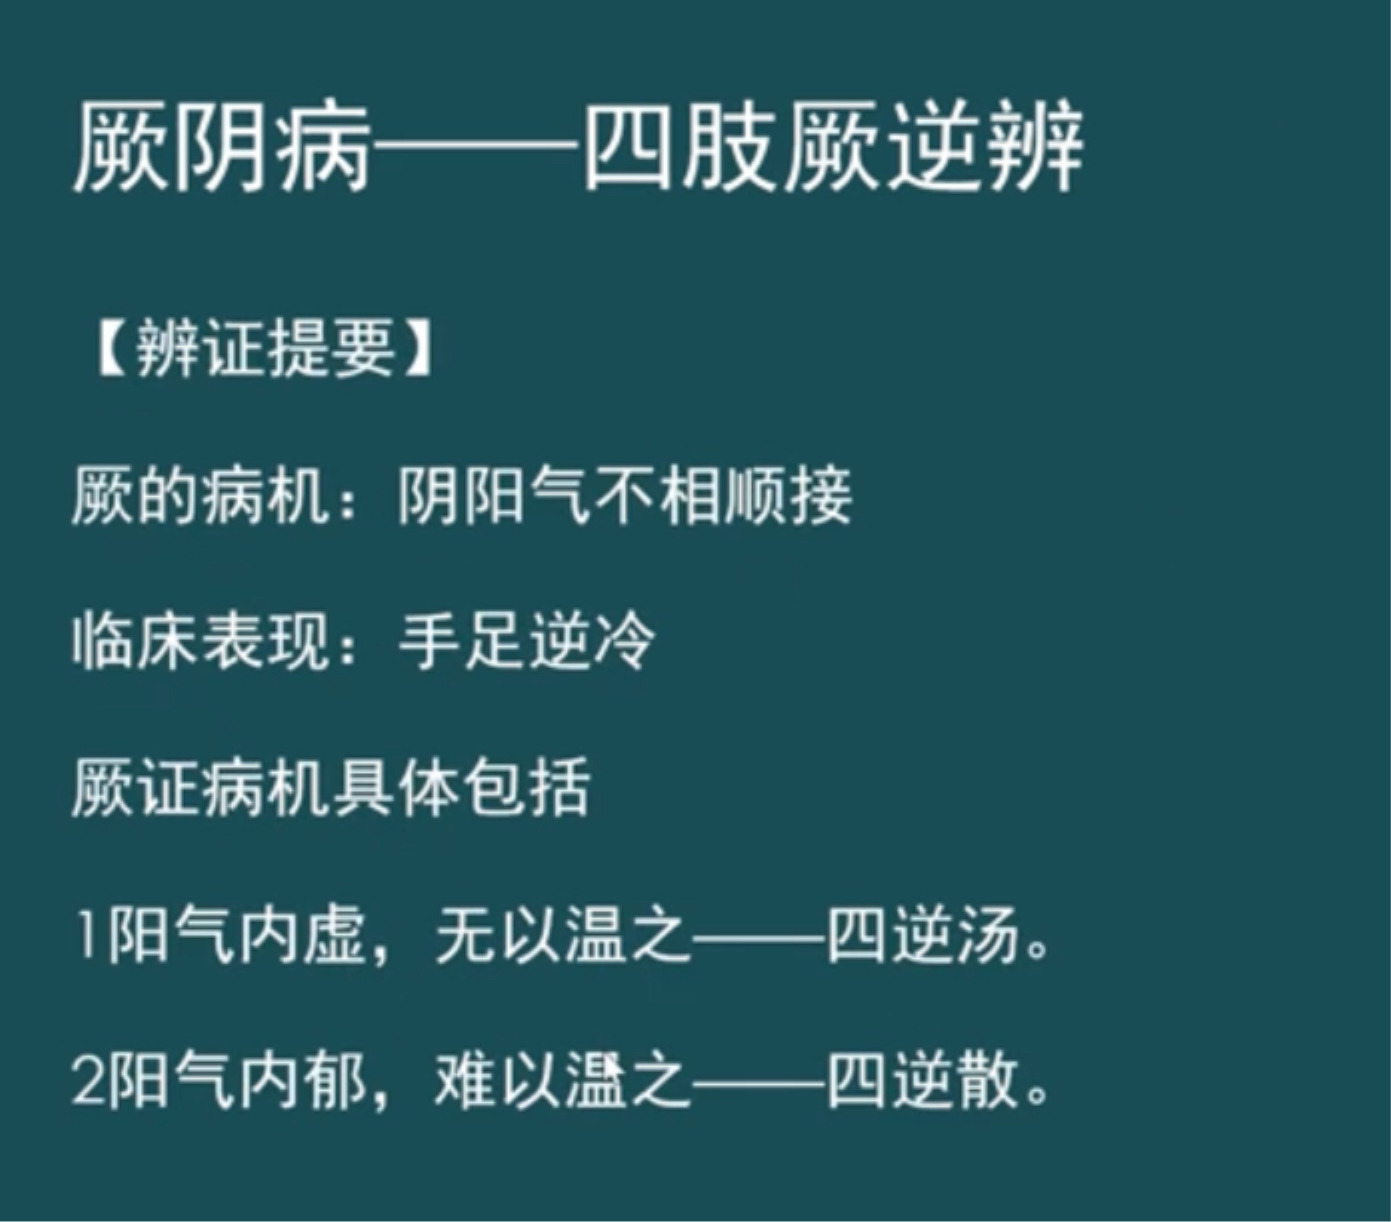 厥阴病——四肢厥逆辨
【辨证提要】
厥的病机：阴阳气不相顺接
临床表现：手足逆冷
厥证病机具体包括
1阳气内虚，无以温之——四逆汤。
2阳气内郁，难以温之——四逆散。